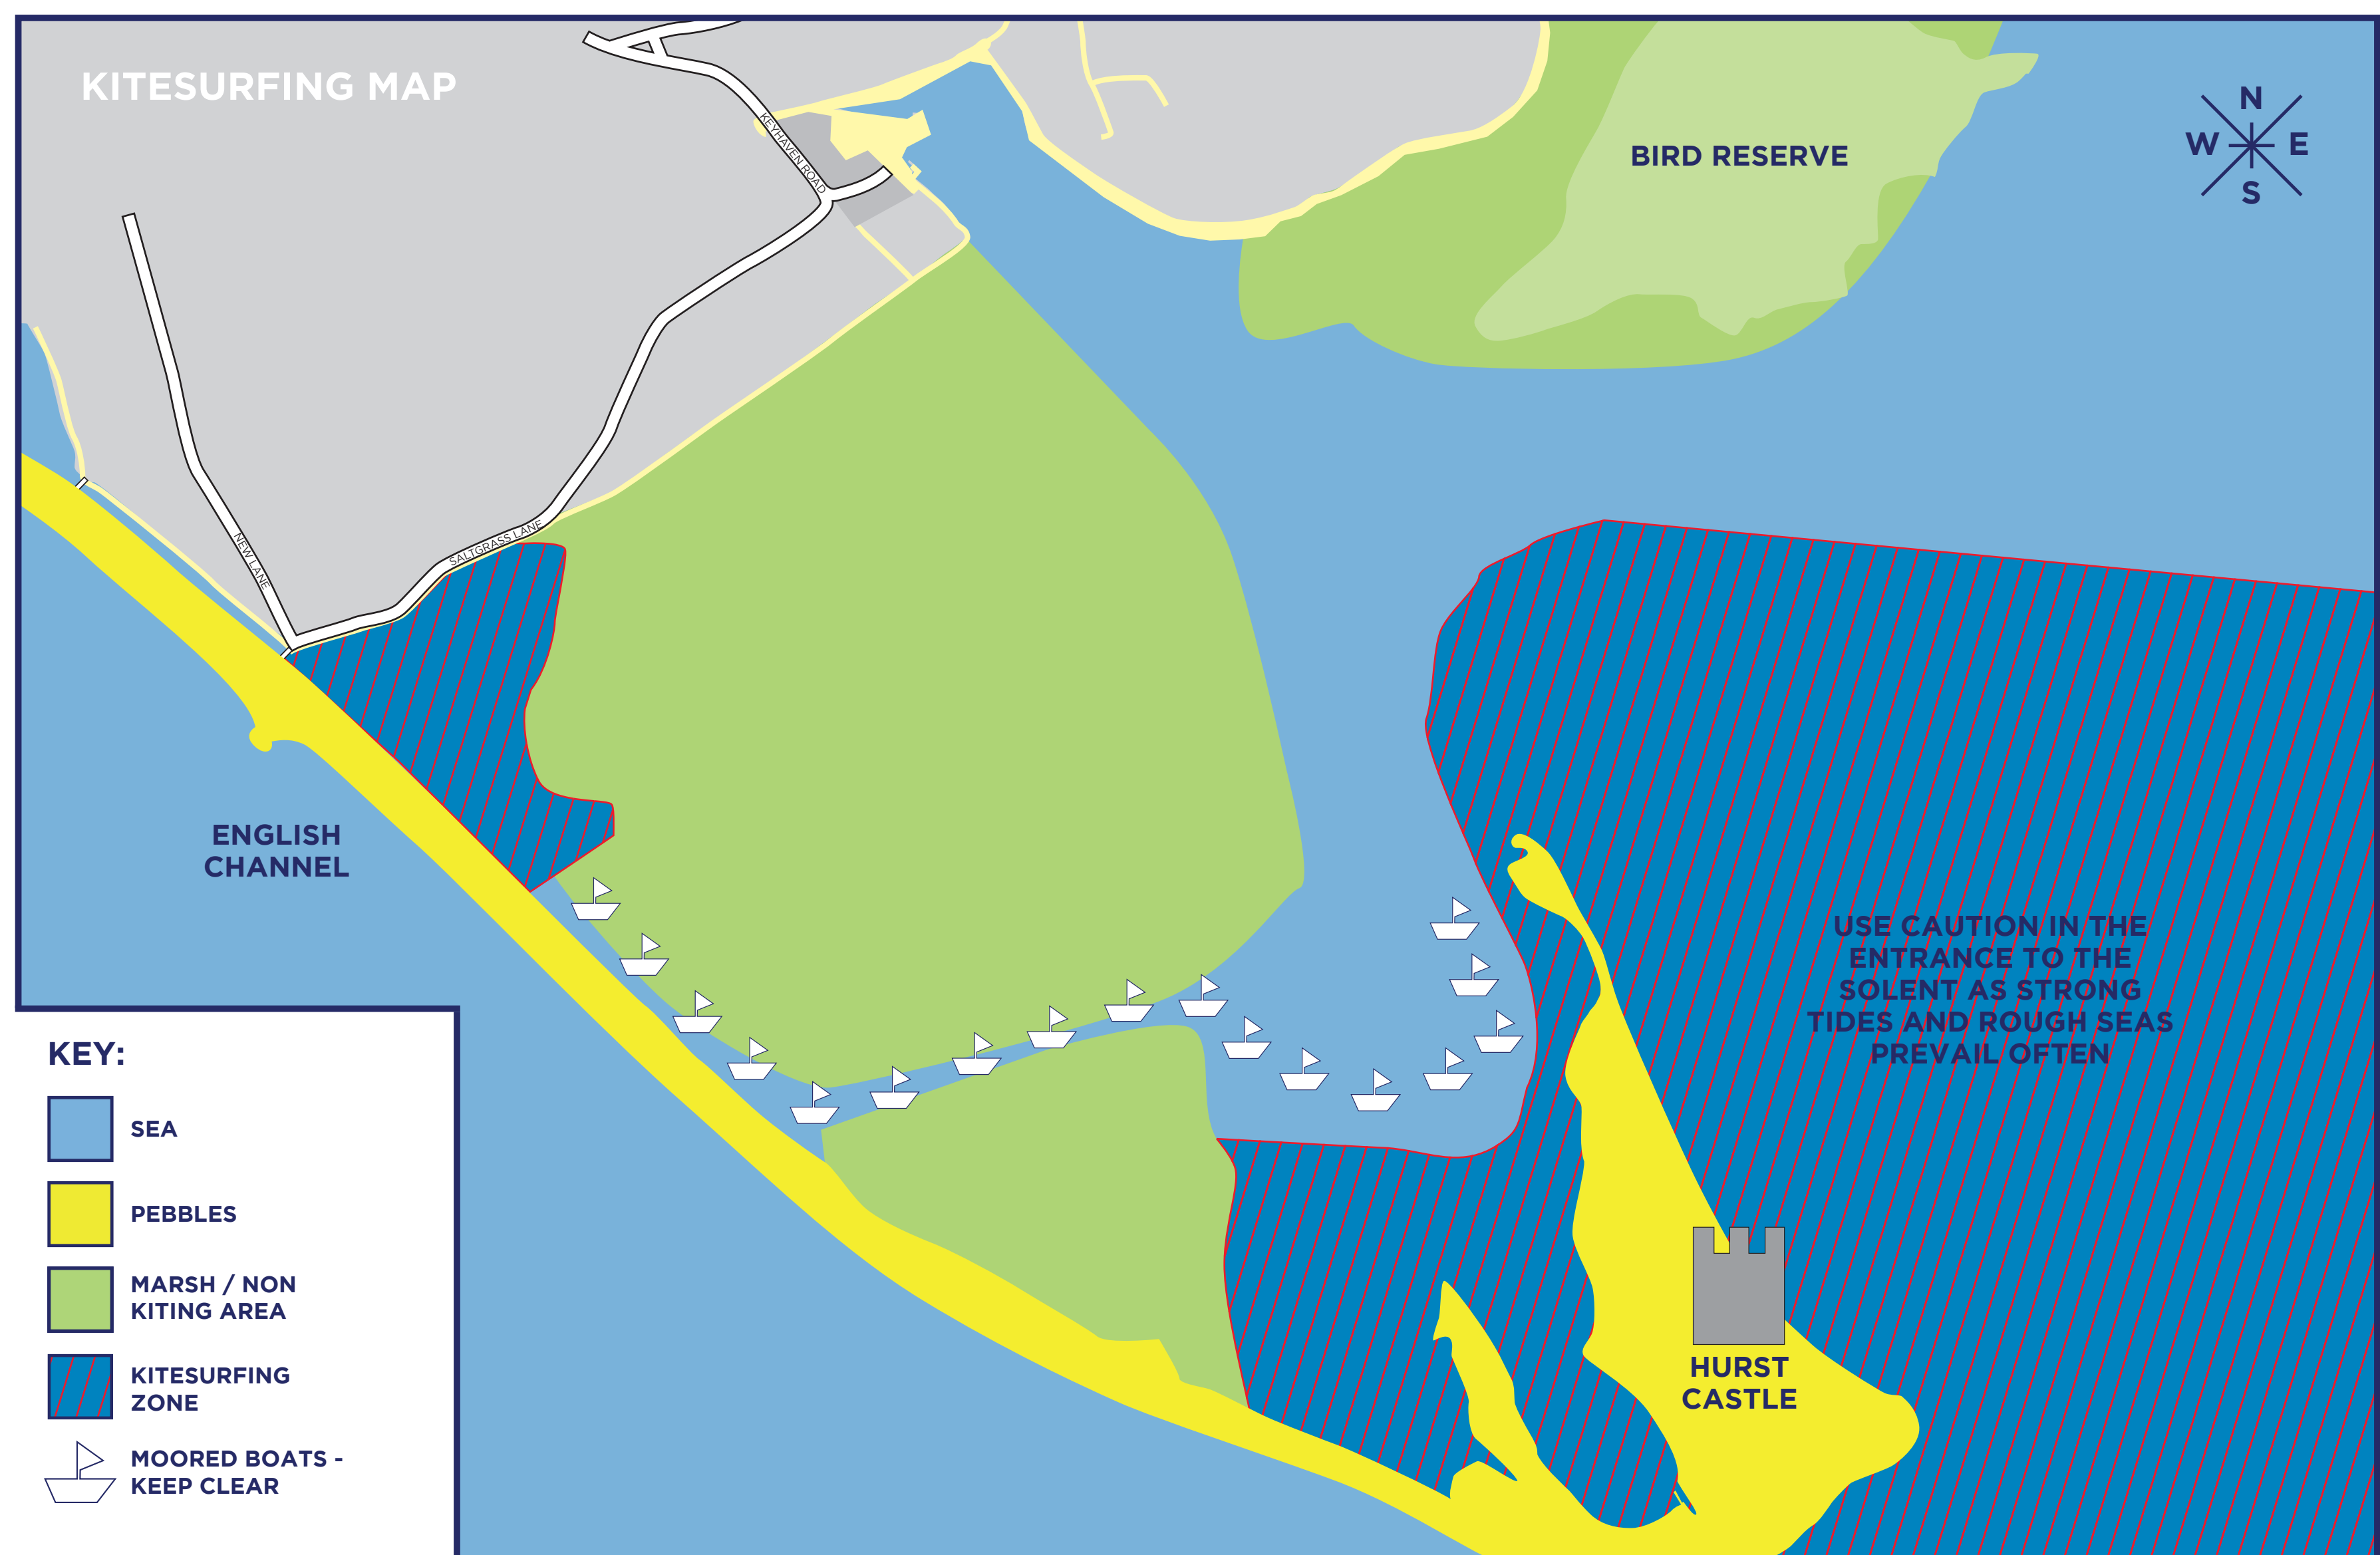 KITESURFING MAP
KEYHAVEN ROAD
BIRD RESERVE
N
W
E
S
SALTGRASS LANE
NEW LANE
ENGLISH
CHANNEL
USE CAUTION IN THE
ENTRANCE TO THE
SOLENT AS STRONG
TIDES AND ROUGH SEAS
PREVAIL OFTEN
HURST
CASTLE
KEY:
SEA
PEBBLES
MARSH / NON
KITING AREA
KITESURFING
ZONE
MOORED BOATS -
KEEP CLEAR